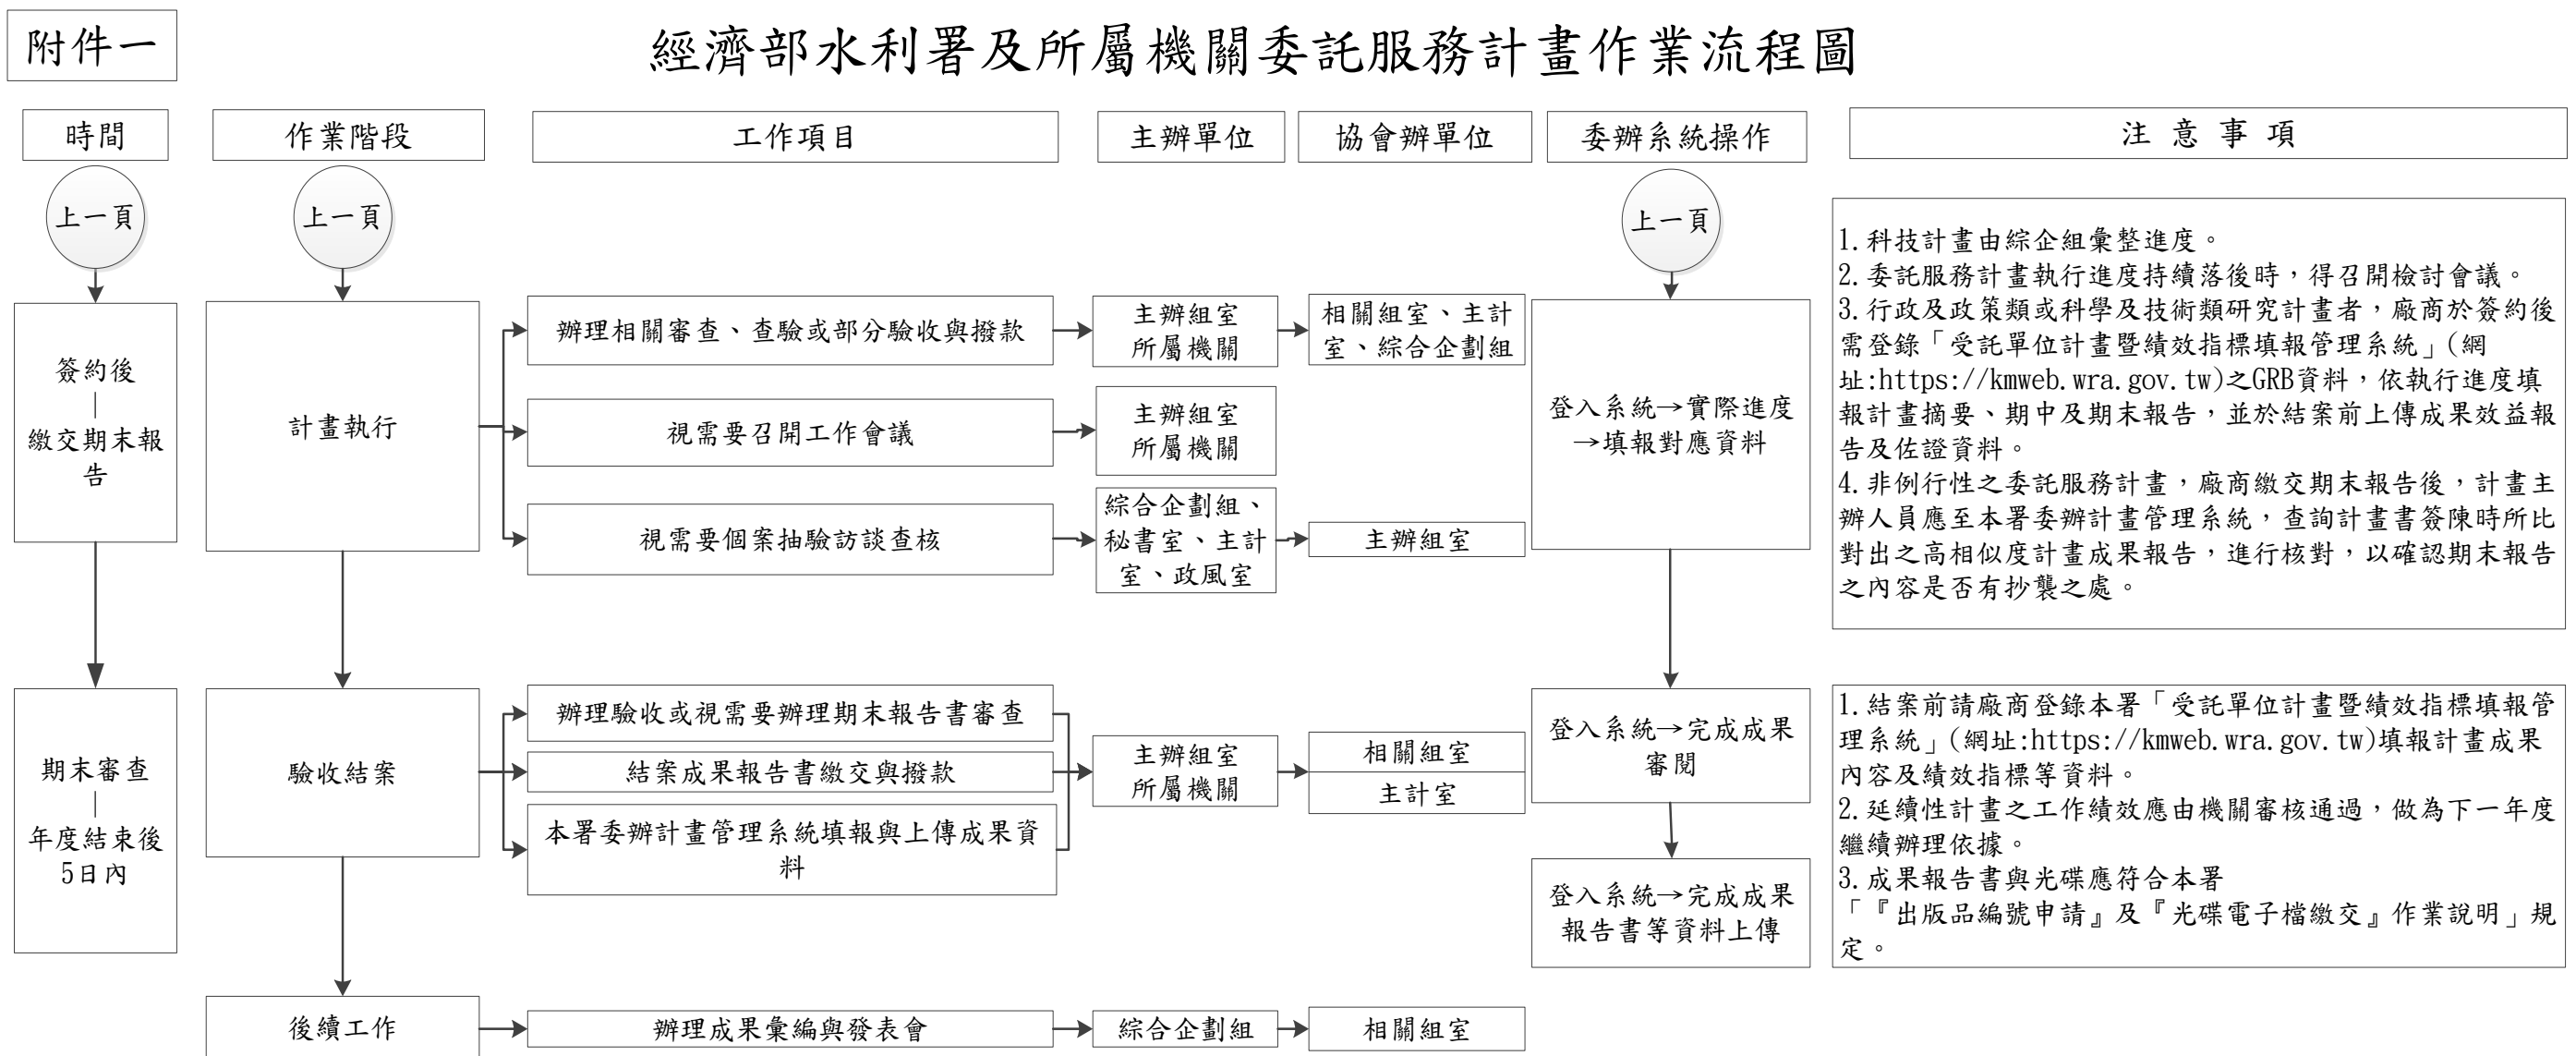 附件一
經濟部水利署及所屬機關委託服務計畫作業流程圖
時間
作業階段
工作項目
主辦單位
協會辦單位
委辦系統操作
注 意 事 項
上一頁
上一頁
上一頁
簽約後
|
繳交期末報
告
計畫執行
辦理相關審查、查驗或部分驗收與撥款
主辦組室
所屬機關
相關組室、主計
室、綜合企劃組
視需要召開工作會議
主辦組室
所屬機關
視需要個案抽驗訪談查核
綜合企劃組、
秘書室、主計
室、政風室
主辦組室
登入系統→實際進度
→填報對應資料
1.科技計畫由綜企組彙整進度。
2.委託服務計畫執行進度持續落後時，得召開檢討會議。
3.行政及政策類或科學及技術類研究計畫者，廠商於簽約後
需登錄「受託單位計畫暨績效指標填報管理系統」(網
址:https://kmweb.wra.gov.tw)之GRB資料，依執行進度填
報計畫摘要、期中及期末報告，並於結案前上傳成果效益報
告及佐證資料。
4.非例行性之委託服務計畫，廠商繳交期末報告後，計畫主
辦人員應至本署委辦計畫管理系統，查詢計畫書簽陳時所比
對出之高相似度計畫成果報告，進行核對，以確認期末報告
之內容是否有抄襲之處。
期末審查
|
年度結束後
5日內
驗收結案
辦理驗收或視需要辦理期末報告書審查
結案成果報告書繳交與撥款
本署委辦計畫管理系統填報與上傳成果資
料
主辦組室
所屬機關
相關組室
主計室
登入系統→完成成果
審閱
登入系統→完成成果
報告書等資料上傳
1.結案前請廠商登錄本署「受託單位計畫暨績效指標填報管
理系統」(網址:https://kmweb.wra.gov.tw)填報計畫成果
內容及績效指標等資料。
2.延續性計畫之工作績效應由機關審核通過，做為下一年度
繼續辦理依據。
3.成果報告書與光碟應符合本署
「『出版品編號申請』及『光碟電子檔繳交』作業說明」規
定。
後續工作
辦理成果彙編與發表會
綜合企劃組
相關組室